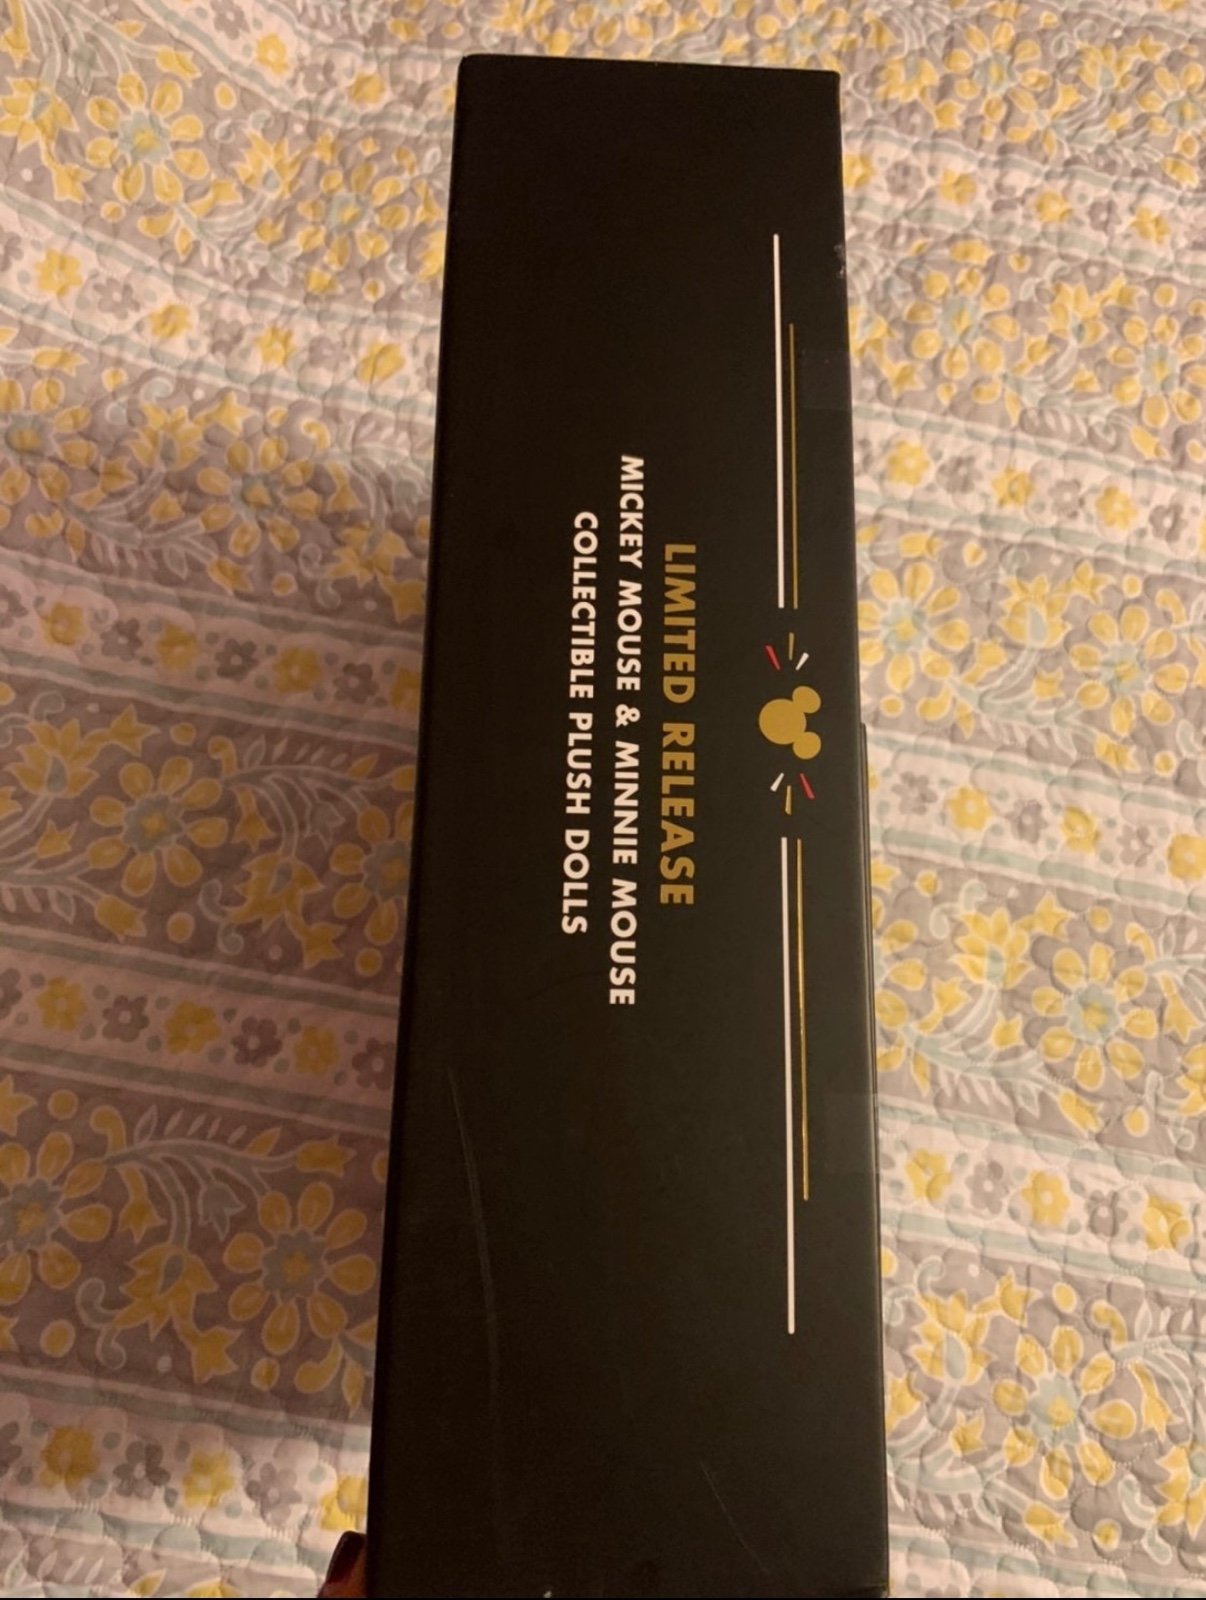 LIMITED RELEASE
MICKEY MOUSE & MINNIE MOUSE
COLLECTIBLE PLUSH DOLLS